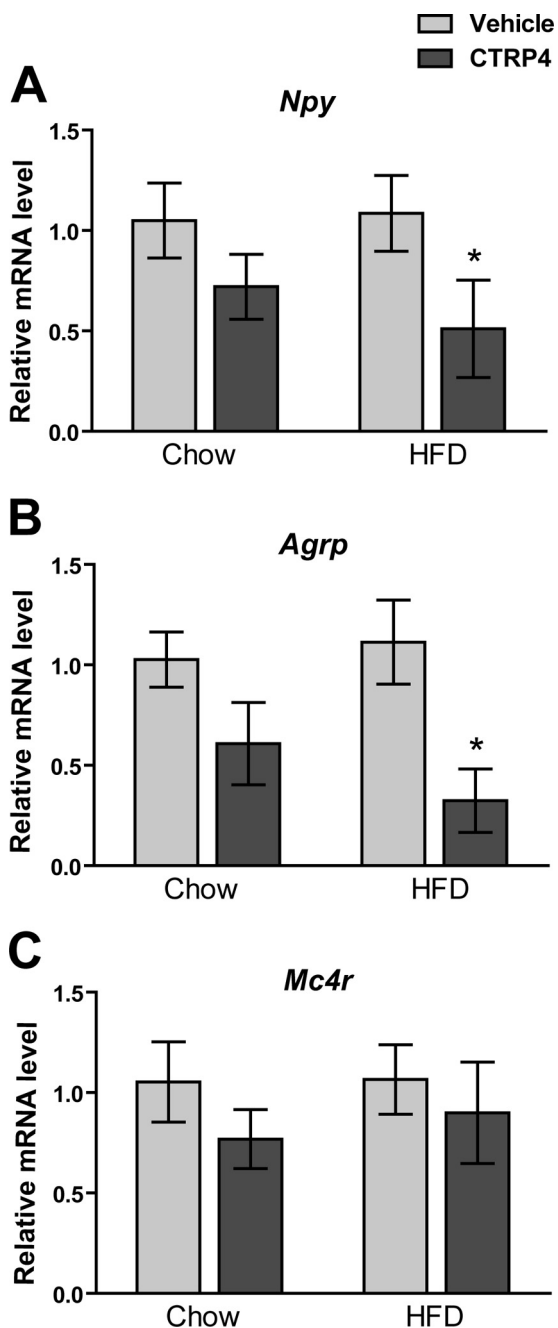 Vehicle
CTRP4
A
Npy
Relative mRNA level
1.5
1.0
0.5
0.0
*
Chow HFD
B
Agrp
Relative mRNA level
1.5
1.0
0.5
0.0
*
Chow HFD
C
Mc4r
Relative mRNA level
1.5
1.0
0.5
0.0
Chow HFD